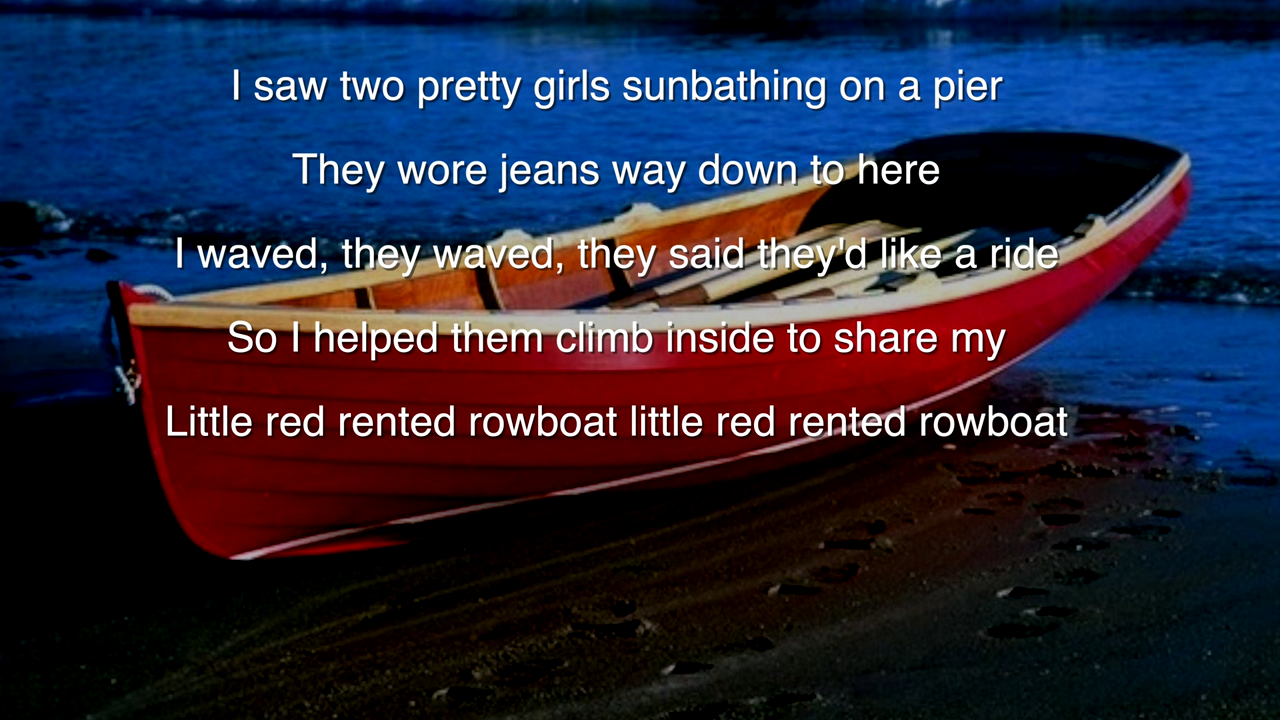 I saw two pretty girls sunbathing on a pier
They wore jeans way down to here
I waved, they waved, they said they'd like a ride
So I helped them climb inside to share my
Little red rented rowboat little red rented rowboat